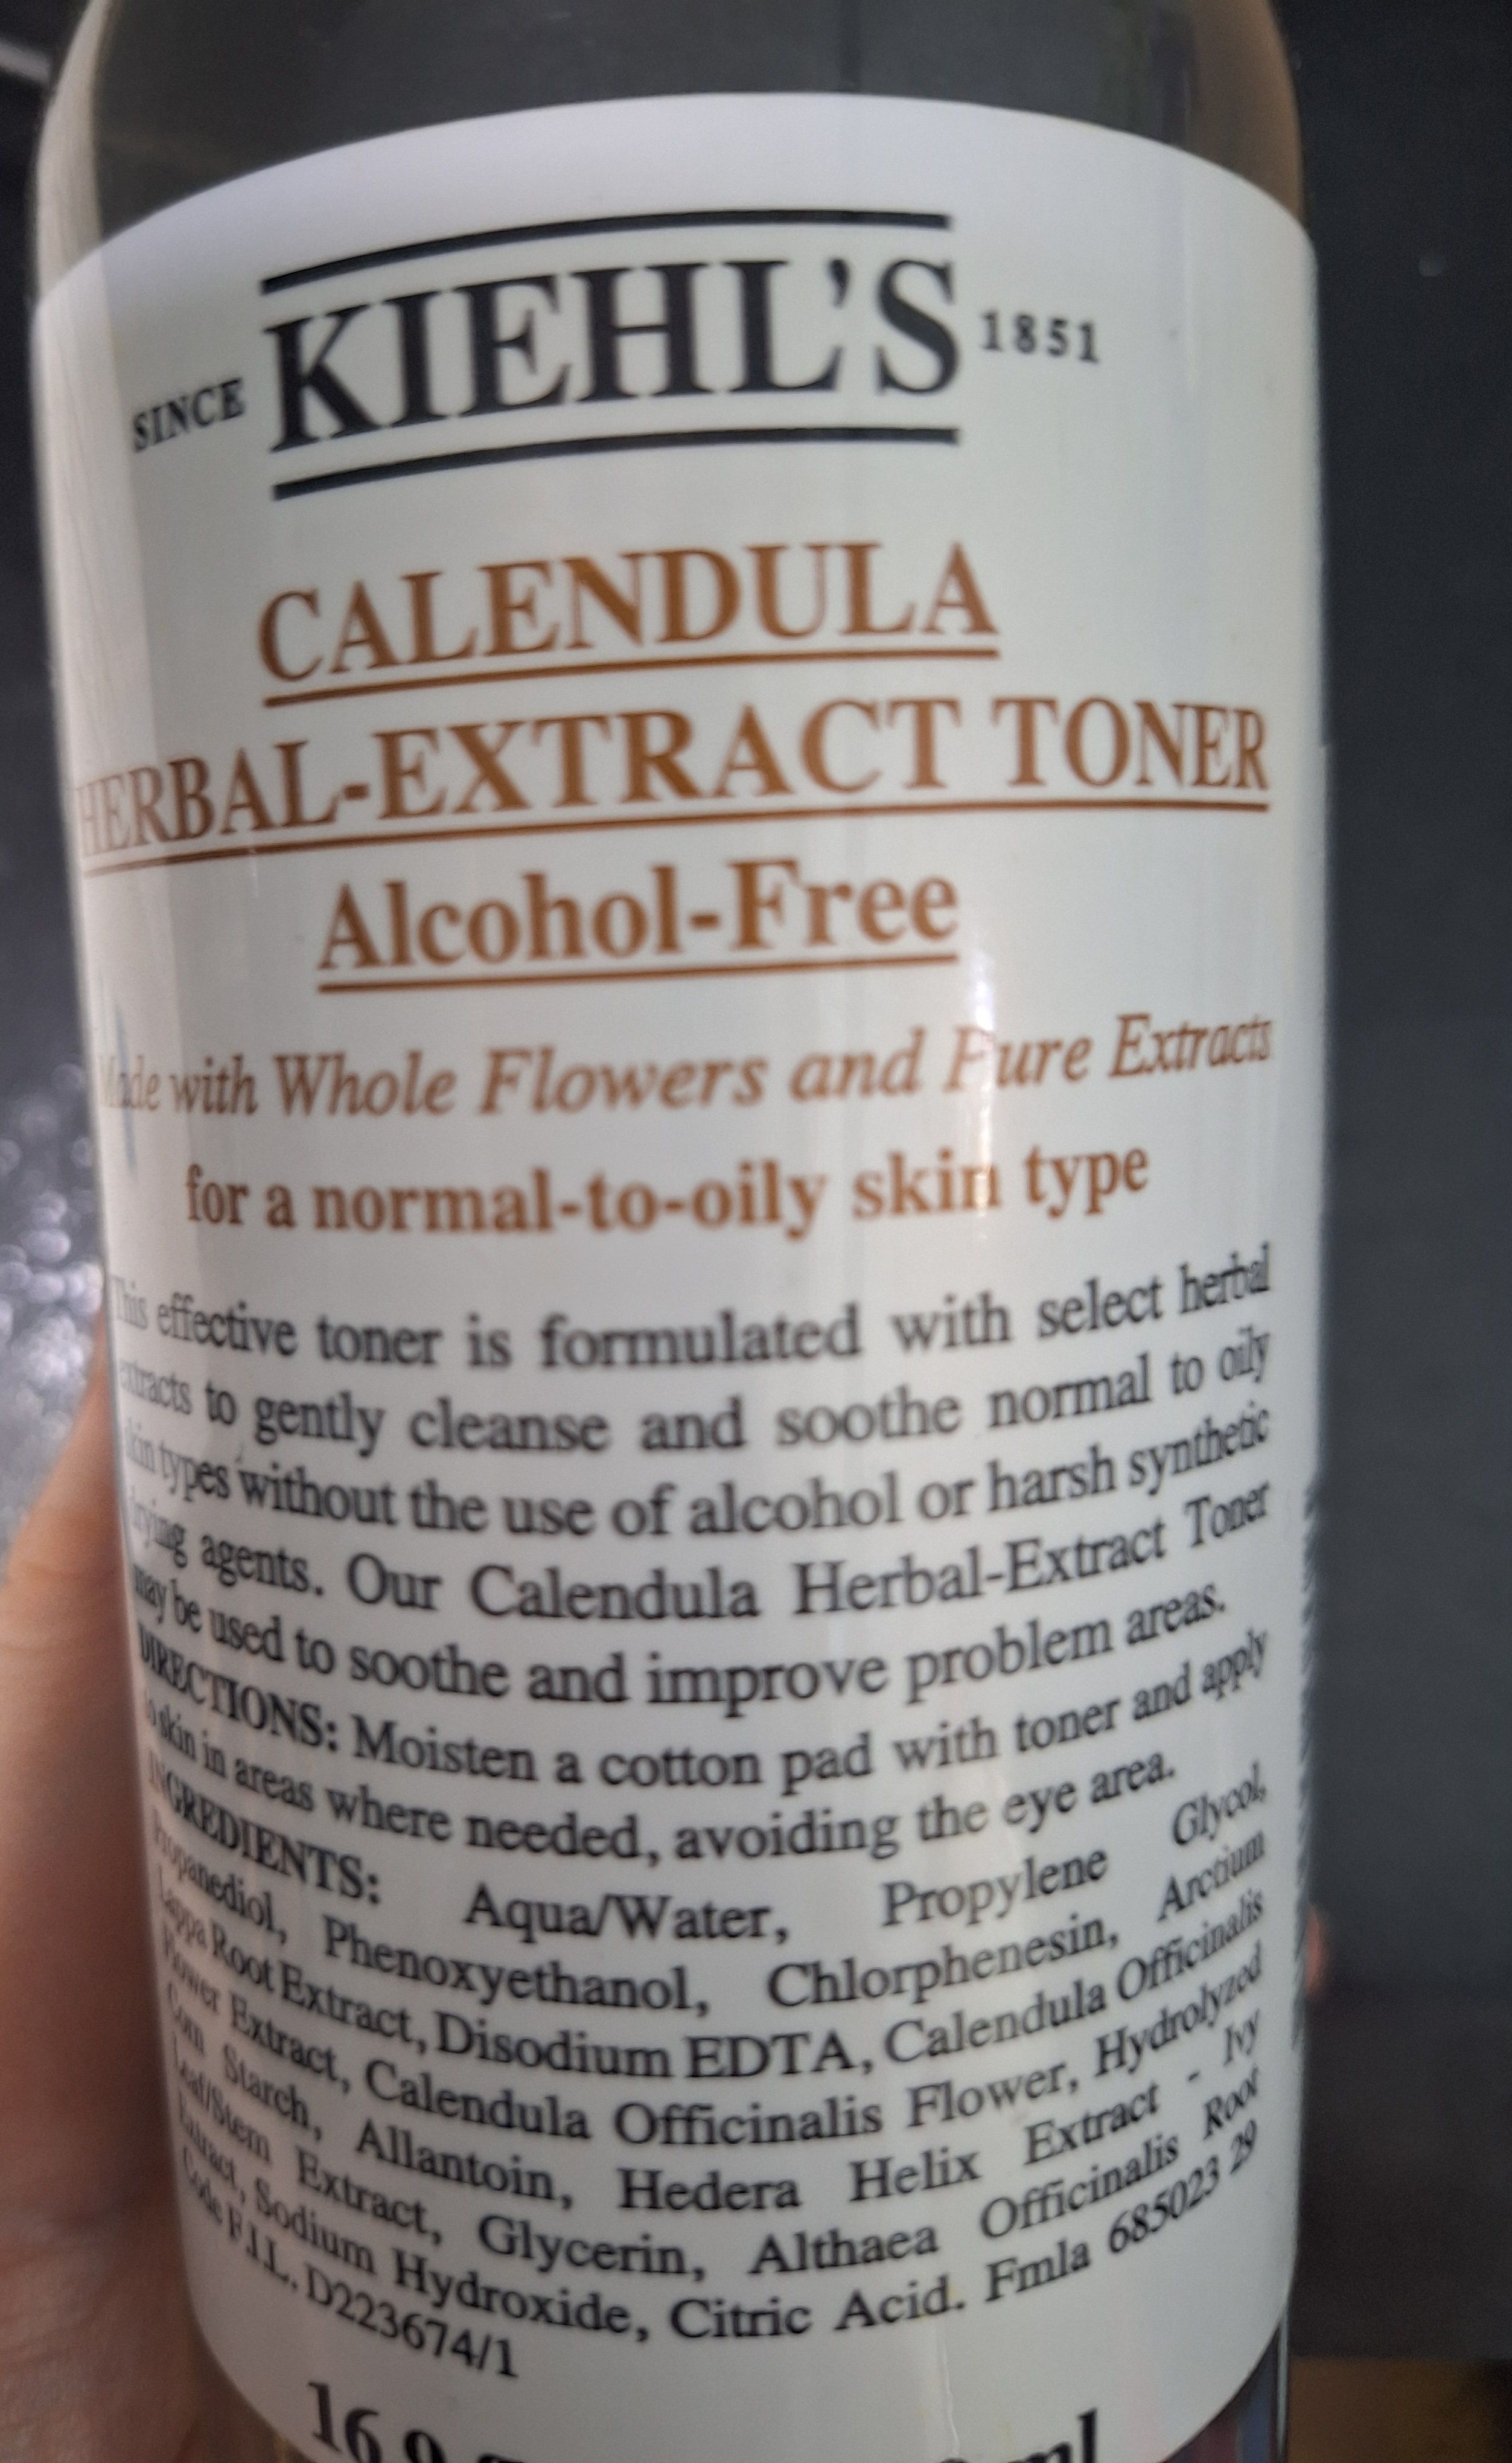 SINCE KIEHL'S 1851
CALENDULA
HERBAL-EXTRACT TONER
Alcohol-Free
Made with Whole Flowers and Pure Extracts
for a normal-to-oily skin type
This effective toner is formulated with select herbal
extracts to gently cleanse and soothe normal to oily
skin types without the use of alcohol or harsh synthetic
drying agents. Our Calendula Herbal-Extract Toner
may be used to soothe and improve problem areas.
DIRECTIONS: Moisten a cotton pad with toner and apply
to skin in areas where needed, avoiding the eye area.
INGREDIENTS: Aqua/Water, Propylene Glycol,
Propanediol, Phenoxyethanol, Chlorphenesin, Arctium
Lappa Root Extract, Disodium EDTA, Calendula Officinalis
Flower Extract, Calendula Officinalis Flower, Hydrolyzed
Corn Starch, Allantoin, Hedera Helix Extract - Ivy
Leaf/Stem Extract, Glycerin, Althaea Officinalis Root
Extract, Sodium Hydroxide, Citric Acid. Fmla 685023 29
Code F.I.L. D223674/1
16.9 ml